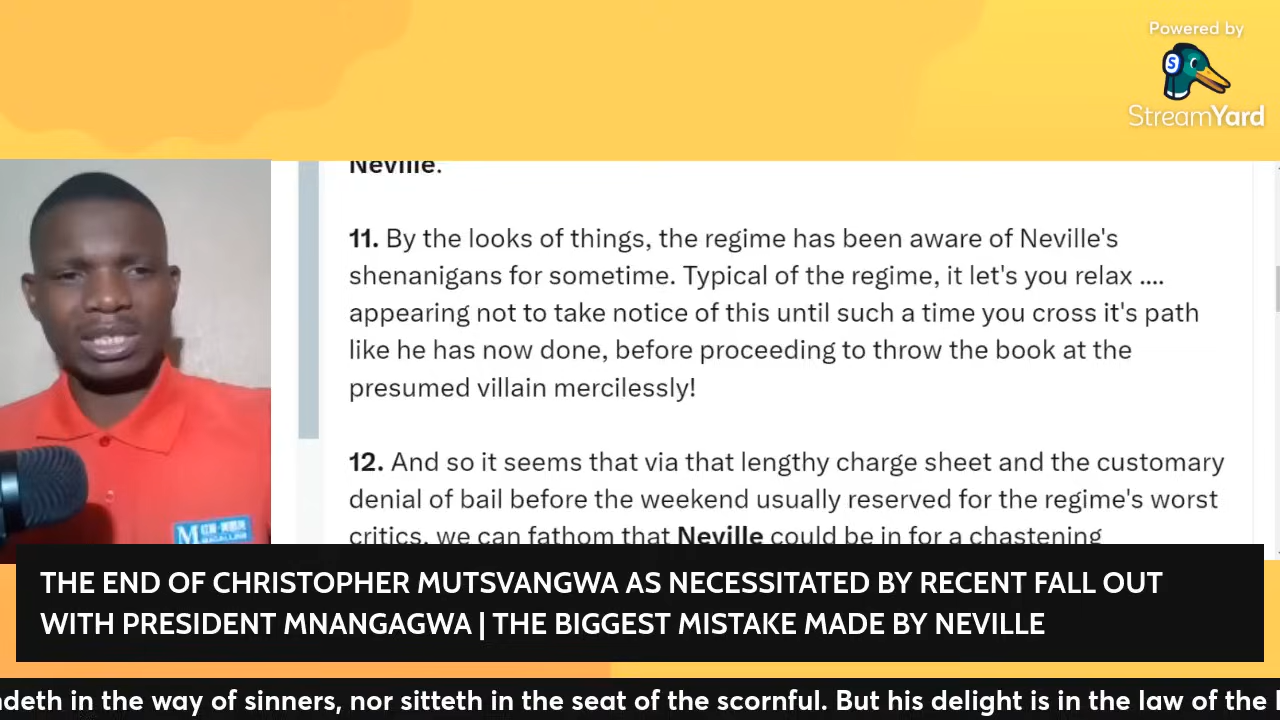 Powered by
StreamYard
Neville.
11. By the looks of things, the regime has been aware of Neville's
shenanigans for sometime. Typical of the regime, it let's you relax ....
appearing not to take notice of this until such a time you cross it's path
like he has now done, before proceeding to throw the book at the
presumed villain mercilessly!
12. And so it seems that via that lengthy charge sheet and the customary
denial of bail before the weekend usually reserved for the regime's worst
critics, we can fathom that Neville could be in for a chastening
THE END OF CHRISTOPHER MUTSVANGWA AS NECESSITATED BY RECENT FALL OUT
WITH PRESIDENT MNANGAGWA | THE BIGGEST MISTAKE MADE BY NEVILLE
ndeth in the way of sinners, nor sitteth in the seat of the scornful. But his delight is in the law of the